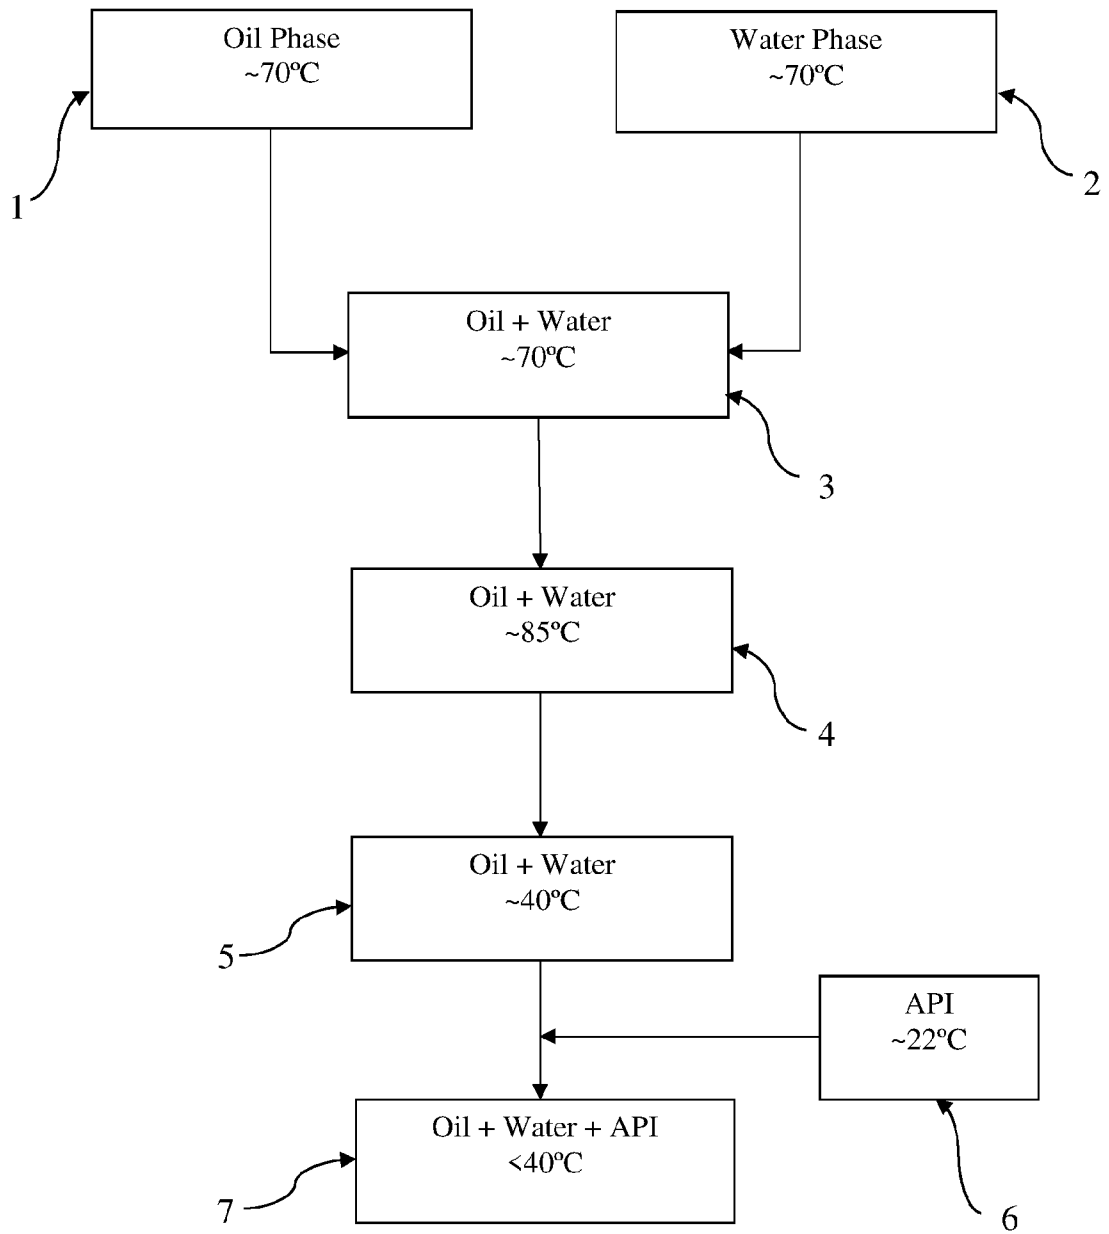 Oil Phase
~70ºC
Water Phase
~70ºC
1
2
Oil + Water
~70ºC
3
Oil + Water
~85ºC
4
Oil + Water
~40ºC
5
API
~22ºC
6
Oil + Water + API
<40ºC
7